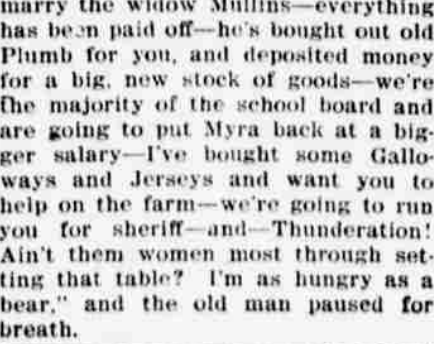 marry the widow Mullins—everything
has been paid off—he's bought out old
Plumb for you, and deposited money
for a big, new stock of goods—we're
the majority of the school board and
are going to put Myra back at a big-
ger salary—I've bought some Gallo-
ways and Jerseys and want you to
help on the farm—we're going to run
you for sheriff—and—Thunderation!
Ain't them women most through set-
ting that table? I'm as hungry as a
bear," and the old man paused for
breath.